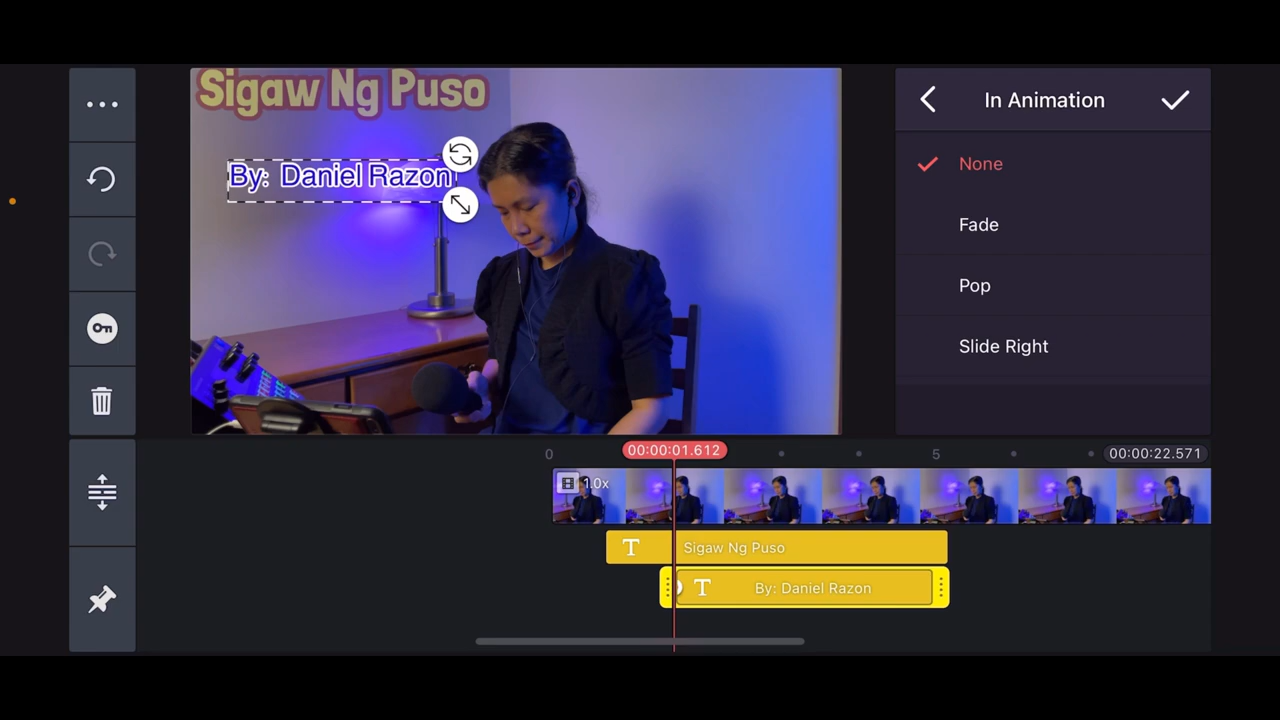 Sigaw Ng Puso
By: Daniel Razon
In Animation
None
Fade
Pop
Slide Right
0
00:00:01.612
5
00:00:22.571
1.0x
T Sigaw Ng Puso
T By: Daniel Razon